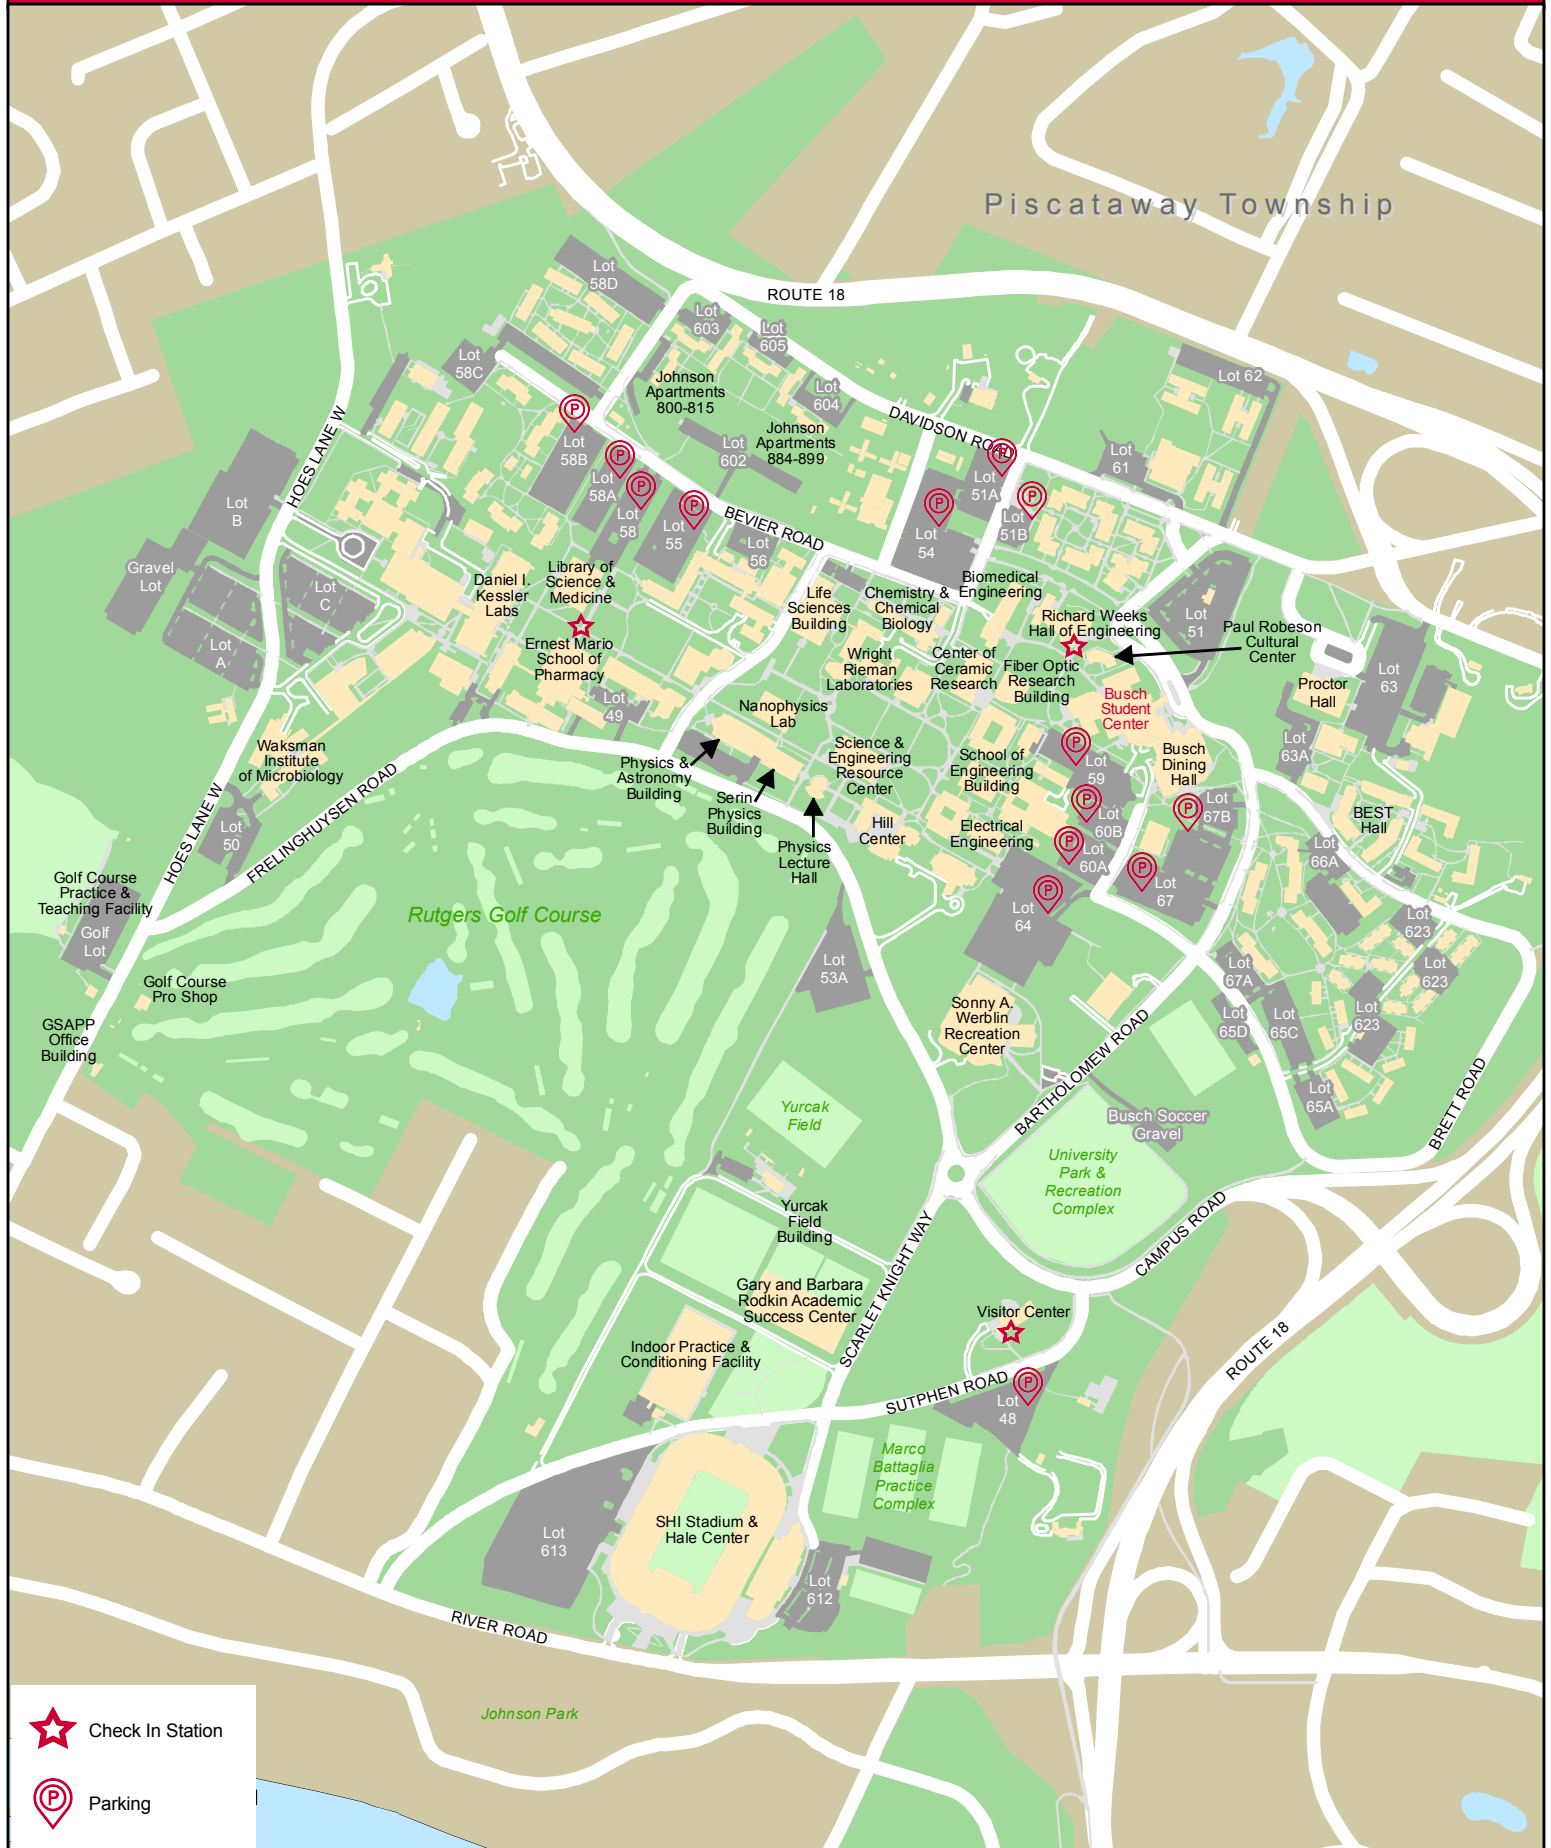 Piscataway Township
Lot
58D
ROUTE 18
Lot
603
Lot
605
Lot
58C
Johnson
Apartments
800-815
Lot
604
Lot 62
HOES LANE W
DAVIDSON ROAD
Johnson
Apartments
884-899
P
Lot
58B
P
Lot
58A
P
Lot
58
P
Lot
55
Lot
602
P
Lot
51A
Lot
61
P
Lot
51B
P
Lot
54
Lot
B
BEVIER ROAD
Lot
56
Gravel
Lot
Lot
C
Daniel I.
Kessler
Labs
Library of
Science &
Medicine
Life
Sciences
Building
Chemistry &
Chemical
Biology
Biomedical
Engineering
Richard Weeks
Hall of Engineering
Lot
51
Paul Robeson
Cultural
Center
Lot
A
Ernest Mario
School of
Pharmacy
Wright
Rieman
Laboratories
Center of
Ceramic
Research
Fiber Optic
Research
Building
Busch
Student
Center
Proctor
Hall
Lot
63
Lot
49
Nanophysics
Lab
Waksman
Institute
of Microbiology
Physics &
Astronomy
Building
Science &
Engineering
Resource
Center
School of
Engineering
Building
P
Lot
59
Busch
Dining
Hall
Lot
63A
Serin
Physics
Building
P
Lot
60B
P
Lot
67B
HOES LANE W
FRELINGHUYSEN ROAD
Lot
50
Physics
Lecture
Hall
Hill
Center
Electrical
Engineering
P
Lot
60A
BEST
Hall
Lot
66A
Golf Course
Practice &
Teaching Facility
Rutgers Golf Course
P
Lot
64
P
Lot
67
Golf
Lot
Lot
623
Lot
53A
Lot
67A
Lot
623
Golf Course
Pro Shop
Sonny A.
Werblin
Recreation
Center
Lot
65D
Lot
65C
Lot
623
GSAPP
Office
Building
BARTHOLOMEW ROAD
Lot
65A
BRETT ROAD
Yurcak
Field
Busch Soccer
Gravel
University
Park &
Recreation
Complex
Yurcak
Field
Building
CAMPUS ROAD
SCARLET KNIGHT WAY
Gary and Barbara
Rodkin Academic
Success Center
Visitor Center
Indoor Practice &
Conditioning Facility
ROUTE 18
SUTPHEN ROAD
P
Lot
48
Marco
Battaglia
Practice
Complex
SHI Stadium &
Hale Center
Lot
613
Lot
612
RIVER ROAD
Johnson Park
Check In Station
P
Parking